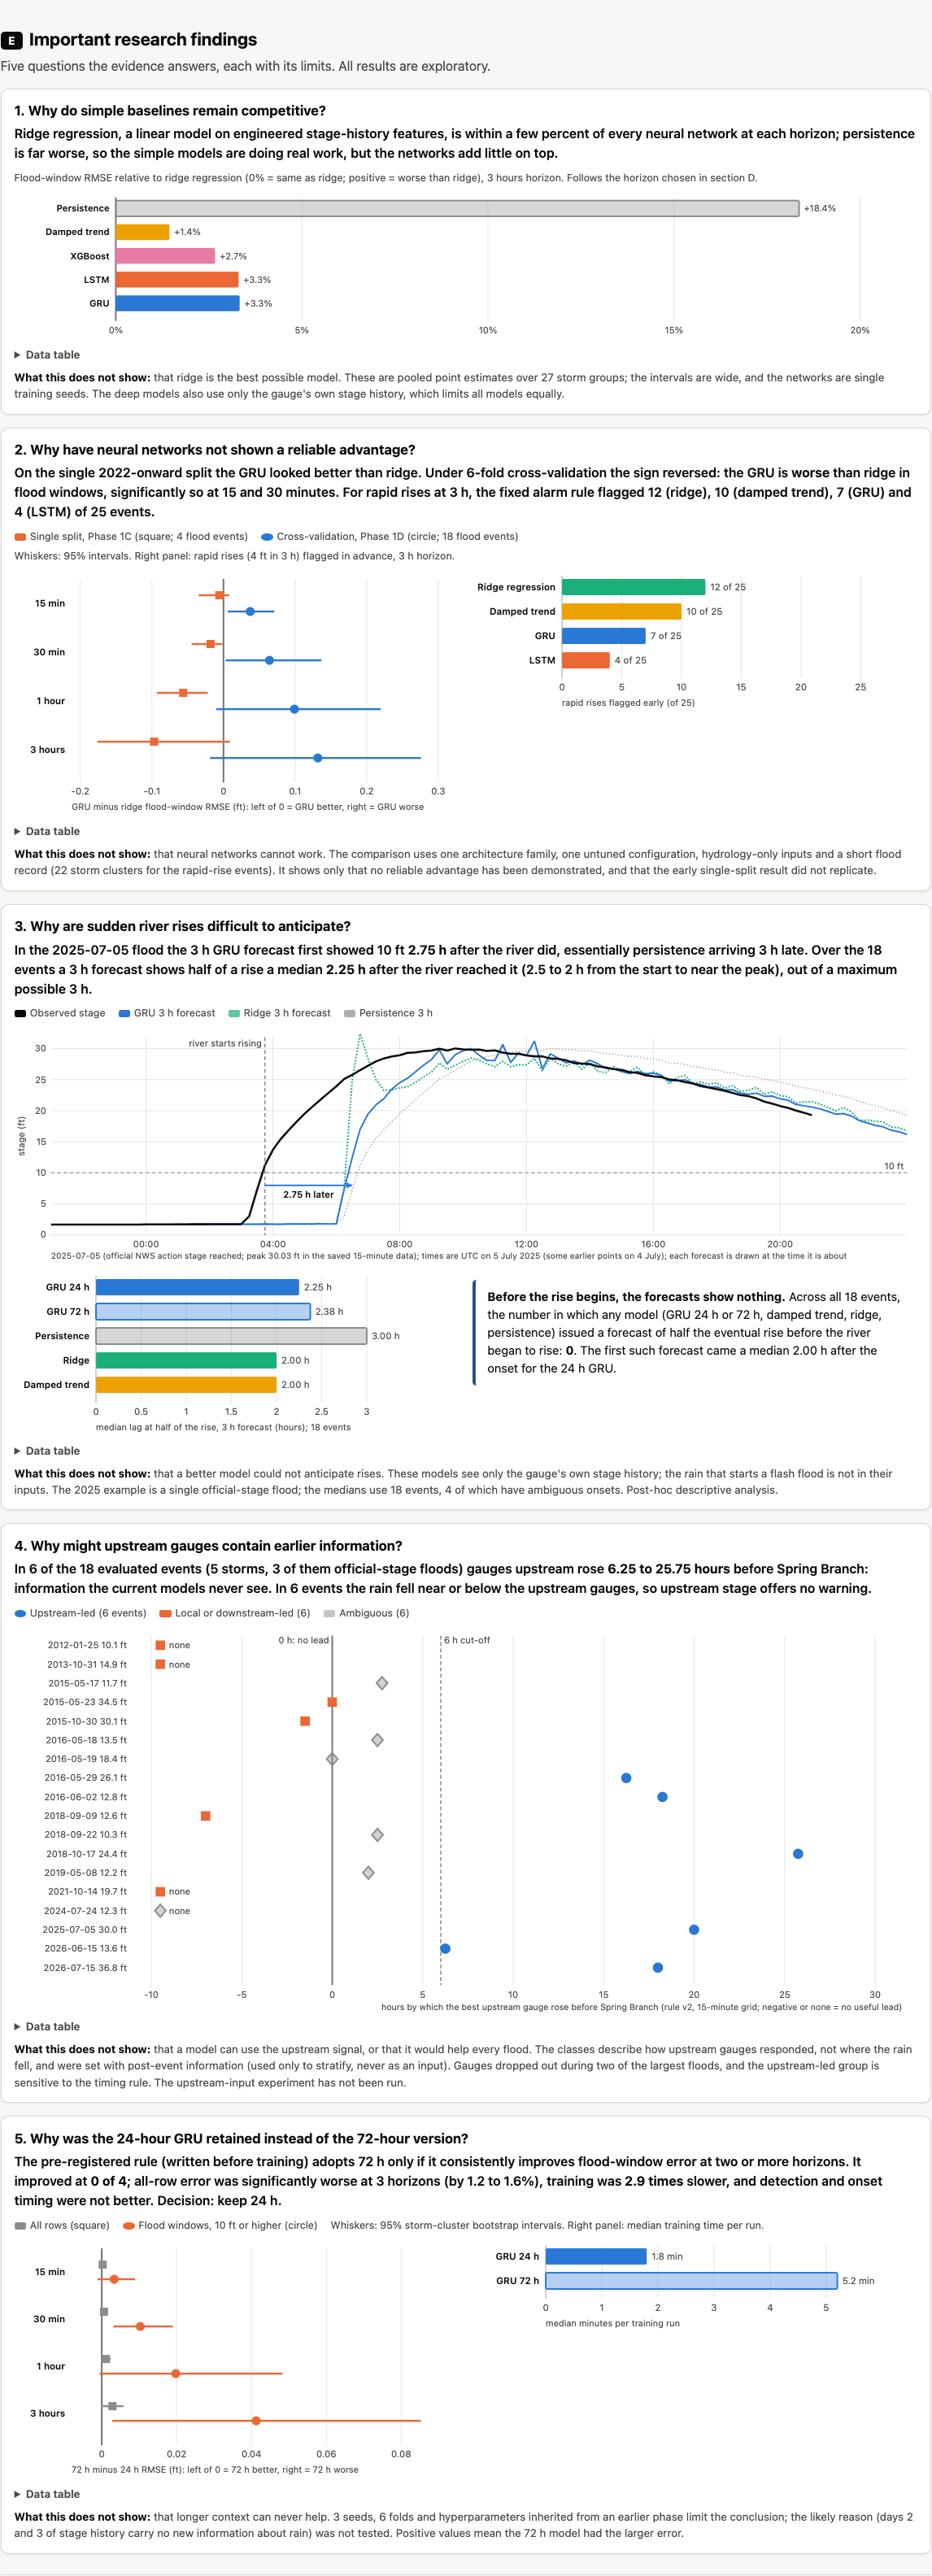 E Important research findings
Five questions the evidence answers, each with its limits. All results are exploratory.
1. Why do simple baselines remain competitive?
Ridge regression, a linear model on engineered stage-history features, is within a few percent of every neural network at each horizon; persistence
is far worse, so the simple models are doing real work, but the networks add little on top.
Flood-window RMSE relative to ridge regression (0% = same as ridge; positive = worse than ridge), 3 hours horizon. Follows the horizon chosen in section D.
Persistence +18.4%
Damped trend +1.4%
XGBoost +2.7%
LSTM +3.3%
GRU +3.3%
0% 5% 10% 15% 20%
▶ Data table
What this does not show: that ridge is the best possible model. These are pooled point estimates over 27 storm groups; the intervals are wide, and the networks are single
training seeds. The deep models also use only the gauge's own stage history, which limits all models equally.
2. Why have neural networks not shown a reliable advantage?
On the single 2022-onward split the GRU looked better than ridge. Under 6-fold cross-validation the sign reversed: the GRU is worse than ridge in
flood windows, significantly so at 15 and 30 minutes. For rapid rises at 3 h, the fixed alarm rule flagged 12 (ridge), 10 (damped trend), 7 (GRU) and
4 (LSTM) of 25 events.
Single split, Phase 1C (square; 4 flood events) Cross-validation, Phase 1D (circle; 18 flood events)
Whiskers: 95% intervals. Right panel: rapid rises (4 ft in 3 h) flagged in advance, 3 h horizon.
15 min
30 min
1 hour
3 hours
-0.2 -0.1 0 0.1 0.2 0.3
GRU minus ridge flood-window RMSE (ft): left of 0 = GRU better, right = GRU worse
Ridge regression 12 of 25
Damped trend 10 of 25
GRU 7 of 25
LSTM 4 of 25
0 5 10 15 20 25
rapid rises flagged early (of 25)
▶ Data table
What this does not show: that neural networks cannot work. The comparison uses one architecture family, one untuned configuration, hydrology-only inputs and a short flood
record (22 storm clusters for the rapid-rise events). It shows only that no reliable advantage has been demonstrated, and that the early single-split result did not replicate.
3. Why are sudden river rises difficult to anticipate?
In the 2025-07-05 flood the 3 h GRU forecast first showed 10 ft 2.75 h after the river did, essentially persistence arriving 3 h late. Over the 18
events a 3 h forecast shows half of a rise a median 2.25 h after the river reached it (2.5 to 2 h from the start to near the peak), out of a maximum
possible 3 h.
Observed stage GRU 3 h forecast Ridge 3 h forecast Persistence 3 h
river starts rising
stage (ft)
30
25
20
15
10
5
0
10 ft
2.75 h later
00:00 04:00 08:00 12:00 16:00 20:00
2025-07-05 (official NWS action stage reached; peak 30.03 ft in the saved 15-minute data); times are UTC on 5 July 2025 (some earlier points on 4 July); each forecast is drawn at the time it is about
GRU 24 h 2.25 h
GRU 72 h 2.38 h
Persistence 3.00 h
Ridge 2.00 h
Damped trend 2.00 h
0 0.5 1 1.5 2 2.5 3
median lag at half of the rise, 3 h forecast (hours); 18 events
Before the rise begins, the forecasts show nothing. Across all 18 events,
the number in which any model (GRU 24 h or 72 h, damped trend, ridge,
persistence) issued a forecast of half the eventual rise before the river
began to rise: 0. The first such forecast came a median 2.00 h after the
onset for the 24 h GRU.
▶ Data table
What this does not show: that a better model could not anticipate rises. These models see only the gauge's own stage history; the rain that starts a flash flood is not in their
inputs. The 2025 example is a single official-stage flood; the medians use 18 events, 4 of which have ambiguous onsets. Post-hoc descriptive analysis.
4. Why might upstream gauges contain earlier information?
In 6 of the 18 evaluated events (5 storms, 3 of them official-stage floods) gauges upstream rose 6.25 to 25.75 hours before Spring Branch:
information the current models never see. In 6 events the rain fell near or below the upstream gauges, so upstream stage offers no warning.
Upstream-led (6 events) Local or downstream-led (6) Ambiguous (6)
0 h: no lead 6 h cut-off
2012-01-25 10.1 ft none
2013-10-31 14.9 ft none
2015-05-17 11.7 ft
2015-05-23 34.5 ft
2015-10-30 30.1 ft
2016-05-18 13.5 ft
2016-05-19 18.4 ft
2016-05-29 26.1 ft
2016-06-02 12.8 ft
2018-09-09 12.6 ft
2018-09-22 10.3 ft
2018-10-17 24.4 ft
2019-05-08 12.2 ft
2021-10-14 19.7 ft none
2024-07-24 12.3 ft none
2025-07-05 30.0 ft
2026-06-15 13.6 ft
2026-07-15 36.8 ft
-10 -5 0 5 10 15 20 25 30
hours by which the best upstream gauge rose before Spring Branch (rule v2, 15-minute grid; negative or none = no useful lead)
▶ Data table
What this does not show: that a model can use the upstream signal, or that it would help every flood. The classes describe how upstream gauges responded, not where the rain
fell, and were set with post-event information (used only to stratify, never as an input). Gauges dropped out during two of the largest floods, and the upstream-led group is
sensitive to the timing rule. The upstream-input experiment has not been run.
5. Why was the 24-hour GRU retained instead of the 72-hour version?
The pre-registered rule (written before training) adopts 72 h only if it consistently improves flood-window error at two or more horizons. It
improved at 0 of 4; all-row error was significantly worse at 3 horizons (by 1.2 to 1.6%), training was 2.9 times slower, and detection and onset
timing were not better. Decision: keep 24 h.
All rows (square) Flood windows, 10 ft or higher (circle) Whiskers: 95% storm-cluster bootstrap intervals. Right panel: median training time per run.
15 min
30 min
1 hour
3 hours
0 0.02 0.04 0.06 0.08
72 h minus 24 h RMSE (ft): left of 0 = 72 h better, right = 72 h worse
GRU 24 h 1.8 min
GRU 72 h 5.2 min
0 1 2 3 4 5
median minutes per training run
▶ Data table
What this does not show: that longer context can never help. 3 seeds, 6 folds and hyperparameters inherited from an earlier phase limit the conclusion; the likely reason (days 2
and 3 of stage history carry no new information about rain) was not tested. Positive values mean the 72 h model had the larger error.